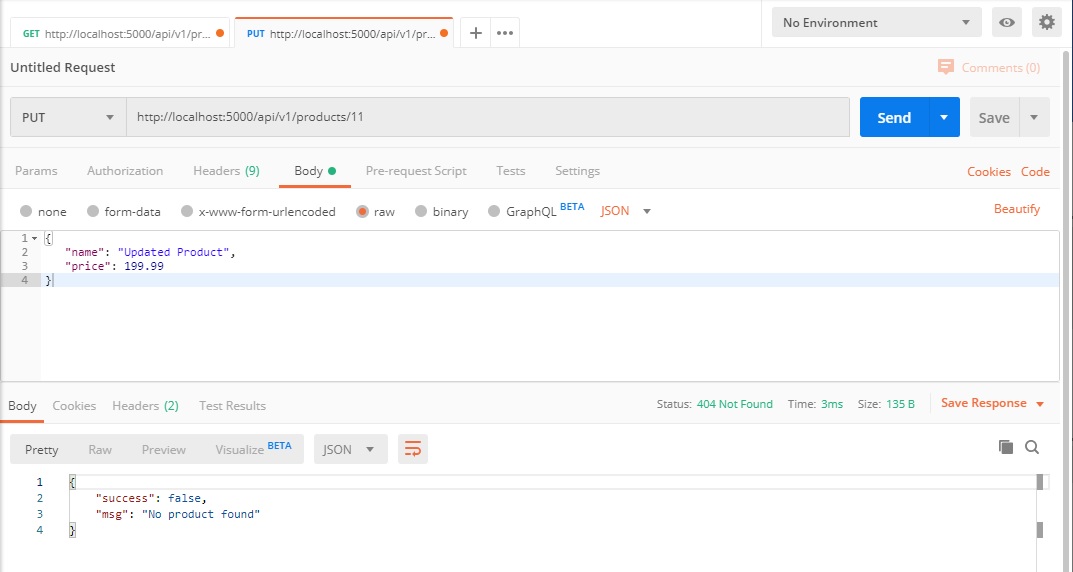 GET http://localhost:5000/api/v1/pr... PUT http://localhost:5000/api/v1/pr... + ••• No Environment
Untitled Request Comments (0)
PUT http://localhost:5000/api/v1/products/11 Send Save
Params Authorization Headers (9) Body Pre-request Script Tests Settings Cookies Code
none form-data x-www-form-urlencoded raw binary GraphQL BETA JSON Beautify
1 {
2 "name": "Updated Product",
3 "price": 199.99
4 }
Body Cookies Headers (2) Test Results Status: 404 Not Found Time: 3ms Size: 135 B Save Response
Pretty Raw Preview Visualize BETA JSON
1 {
2 "success": false,
3 "msg": "No product found"
4 }